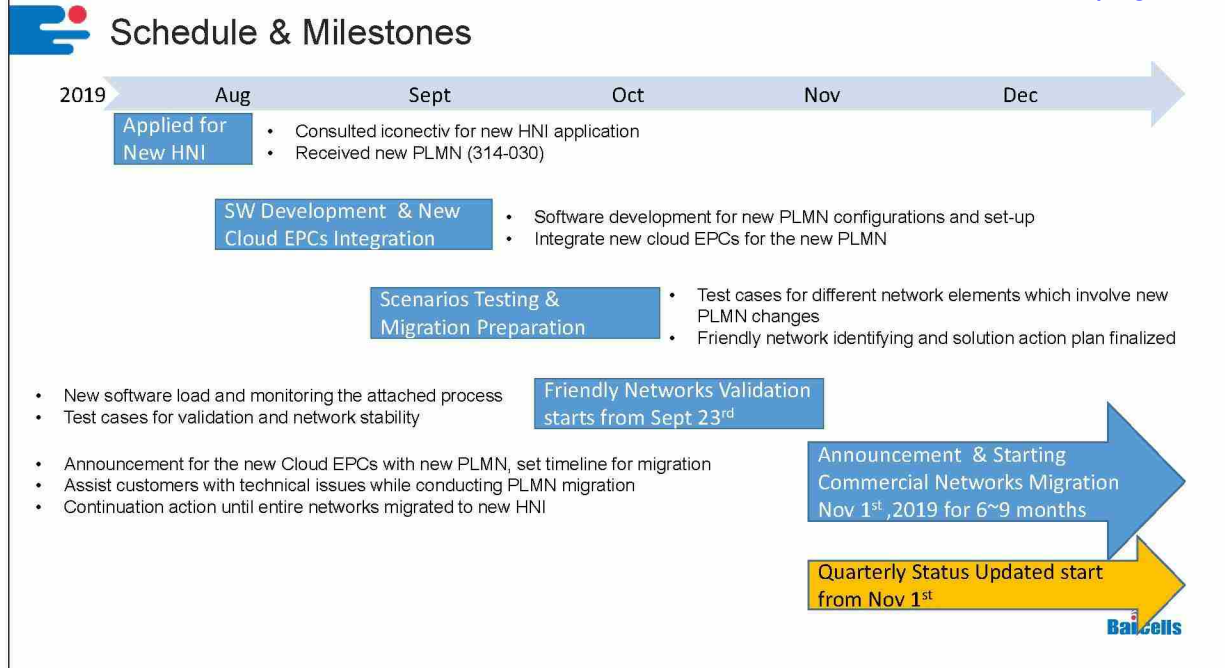 Schedule & Milestones
2019
Aug
Sept
Oct
Nov
Dec
Applied for
New HNI
• Consulted iconectiv for new HNI application
• Received new PLMN (314-030)
SW Development & New
Cloud EPCs Integration
• Software development for new PLMN configurations and set-up
• Integrate new cloud EPCs for the new PLMN
Scenarios Testing &
Migration Preparation
• Test cases for different network elements which involve new
PLMN changes
• Friendly network identifying and solution action plan finalized
• New software load and monitoring the attached process
• Test cases for validation and network stability
Friendly Networks Validation
starts from Sept 23rd
• Announcement for the new Cloud EPCs with new PLMN, set timeline for migration
• Assist customers with technical issues while conducting PLMN migration
• Continuation action until entire networks migrated to new HNI
Announcement & Starting
Commercial Networks Migration
Nov 1st ,2019 for 6~9 months
Quarterly Status Updated start
from Nov 1st
Baicells